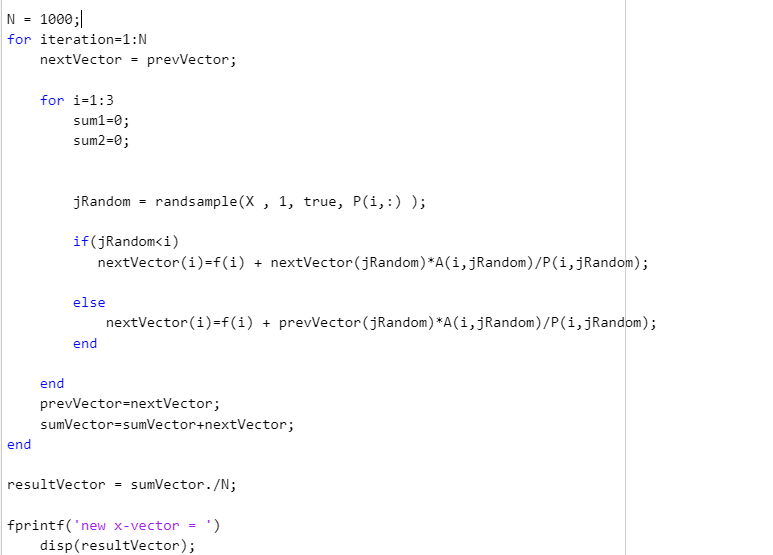 N = 1000;
for iteration=1:N
    nextVector = prevVector;
    for i=1:3
        sum1=0;
        sum2=0;
        jRandom = randsample(X , 1, true, P(i,:) );
        if(jRandom<i)
           nextVector(i)=f(i) + nextVector(jRandom)*A(i,jRandom)/P(i,jRandom);
        else
            nextVector(i)=f(i) + prevVector(jRandom)*A(i,jRandom)/P(i,jRandom);
        end
    end
    prevVector=nextVector;
    sumVector=sumVector+nextVector;
end
resultVector = sumVector./N;
fprintf('new x-vector = ')
    disp(resultVector);